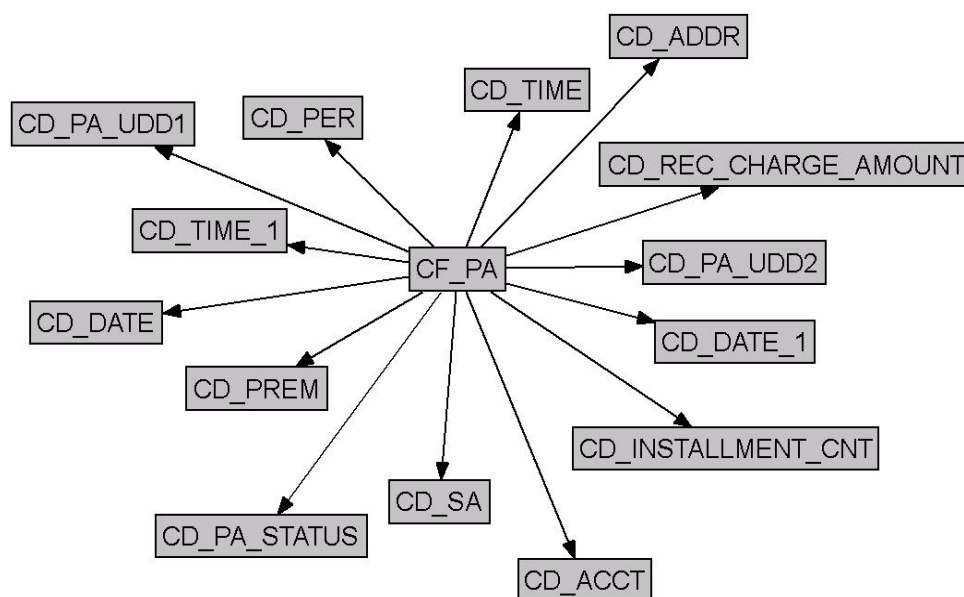 CD_ADDR
CD_TIME
CD_PA_UDD1
CD_PER
CD_REC_CHARGE_AMOUNT
CD_TIME_1
CF_PA
CD_PA_UDD2
CD_DATE
CD_DATE_1
CD_PREM
CD_INSTALLMENT_CNT
CD_SA
CD_PA_STATUS
CD_ACCT